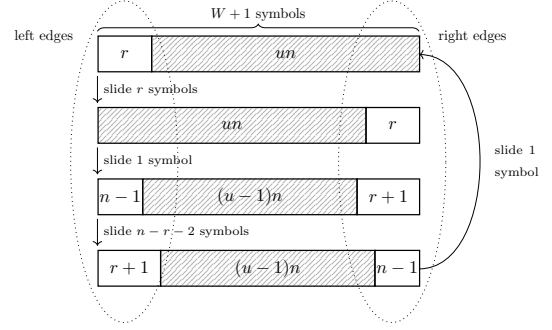 W + 1 symbols
left edges
right edges
r
un
slide r symbols
un
r
slide 1 symbol
n − 1
(u − 1)n
r + 1
slide n − r − 2 symbols
r + 1
(u − 1)n
n − 1
slide 1
symbol